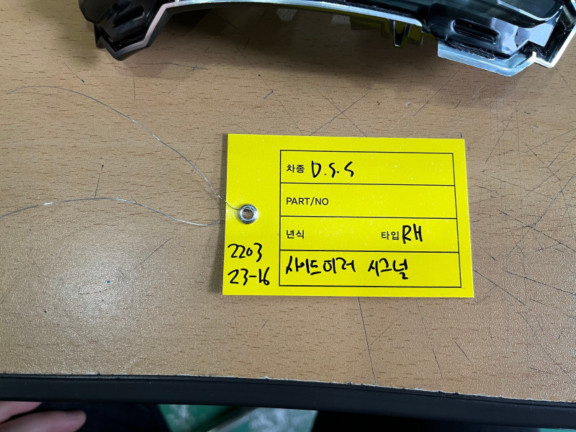 차종 D.S.S
PART/NO
년식 타입 RH
사이드미러 시그널
2203
23-16